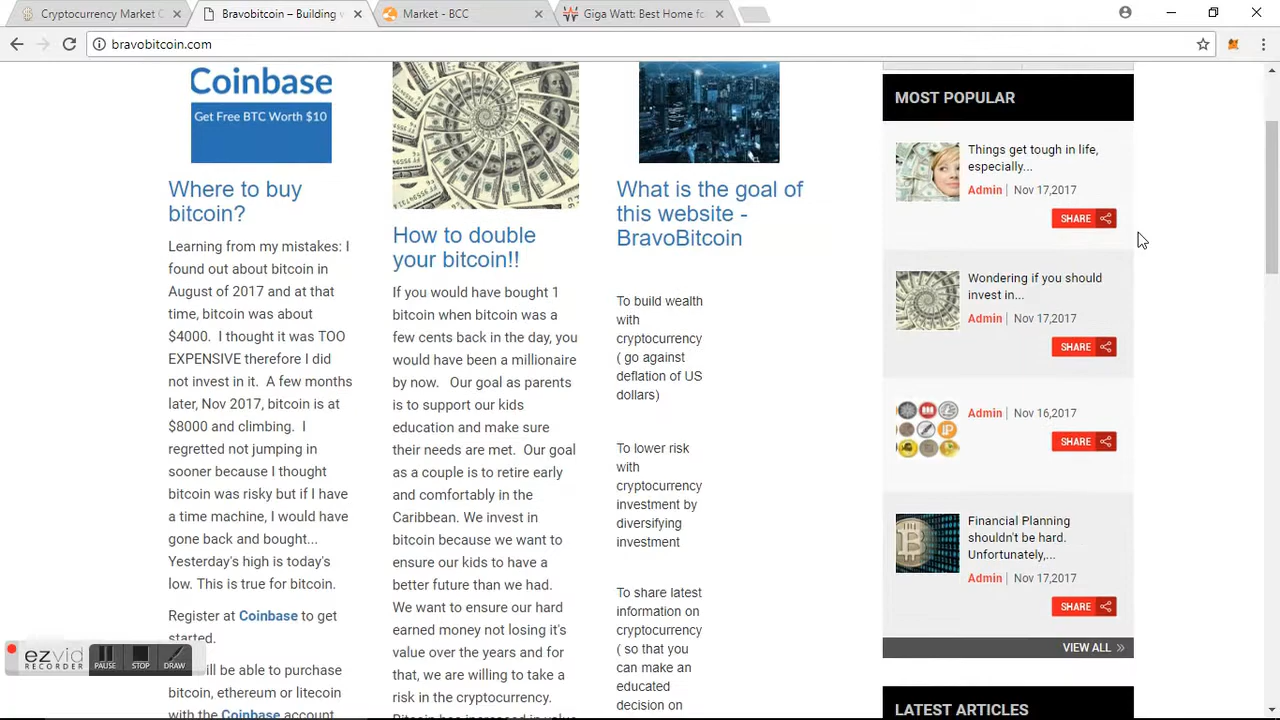 Cryptocurrency Market C
Bravobitcoin – Building w
Market - BCC
Giga Watt: Best Home fo
bravobitcoin.com
Coinbase
Get Free BTC Worth $10
Where to buy
bitcoin?
Learning from my mistakes: I
found out about bitcoin in
August of 2017 and at that
time, bitcoin was about
$4000. I thought it was TOO
EXPENSIVE therefore I did
not invest in it. A few months
later, Nov 2017, bitcoin is at
$8000 and climbing. I
regretted not jumping in
sooner because I thought
bitcoin was risky but if I have
a time machine, I would have
gone back and bought...
Yesterday's high is today's
low. This is true for bitcoin.
Register at Coinbase to get
started.
ill be able to purchase
bitcoin, ethereum or litecoin
with the Coinbase account
How to double
your bitcoin!!
If you would have bought 1
bitcoin when bitcoin was a
few cents back in the day, you
would have been a millionaire
by now. Our goal as parents
is to support our kids
education and make sure
their needs are met. Our goal
as a couple is to retire early
and comfortably in the
Caribbean. We invest in
bitcoin because we want to
ensure our kids to have a
better future than we had.
We want to ensure our hard
earned money not losing it's
value over the years and for
that, we are willing to take a
risk in the cryptocurrency.
Bitcoin has increased in value
What is the goal of
this website -
BravoBitcoin
To build wealth
with
cryptocurrency
( go against
deflation of US
dollars)
To lower risk
with
cryptocurrency
investment by
diversifying
investment
To share latest
information on
cryptocurrency
( so that you
can make an
educated
decision on
MOST POPULAR
Things get tough in life,
especially...
Admin | Nov 17,2017
SHARE
Wondering if you should
invest in...
Admin | Nov 17,2017
SHARE
Admin | Nov 16,2017
SHARE
Financial Planning
shouldn't be hard.
Unfortunately,...
Admin | Nov 17,2017
SHARE
VIEW ALL »
LATEST ARTICLES
ezvid
RECORDER
PAUSE
STOP
DRAW